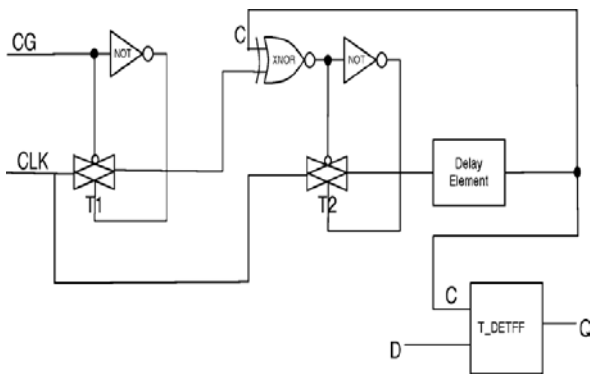 C
CG
NOT
XNOR
NOT
CLK
T1
T2
Delay
Element
C
T_DETFF
Q
D